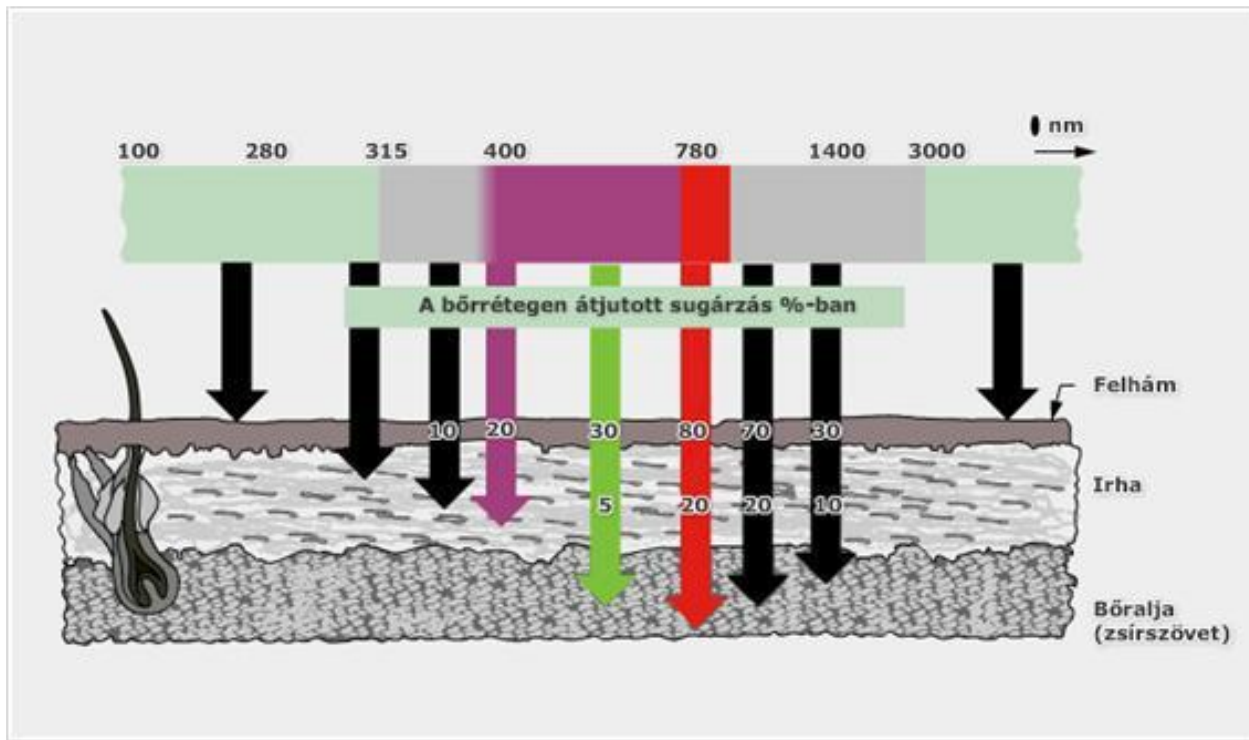 nm
100 280 315 400 780 1400 3000
A bőrrétegen átjutott sugárzás %-ban
Felhám
10 20 30 80 70 30
Irha
5 20 20 10
Bőralja
(zsírszövet)